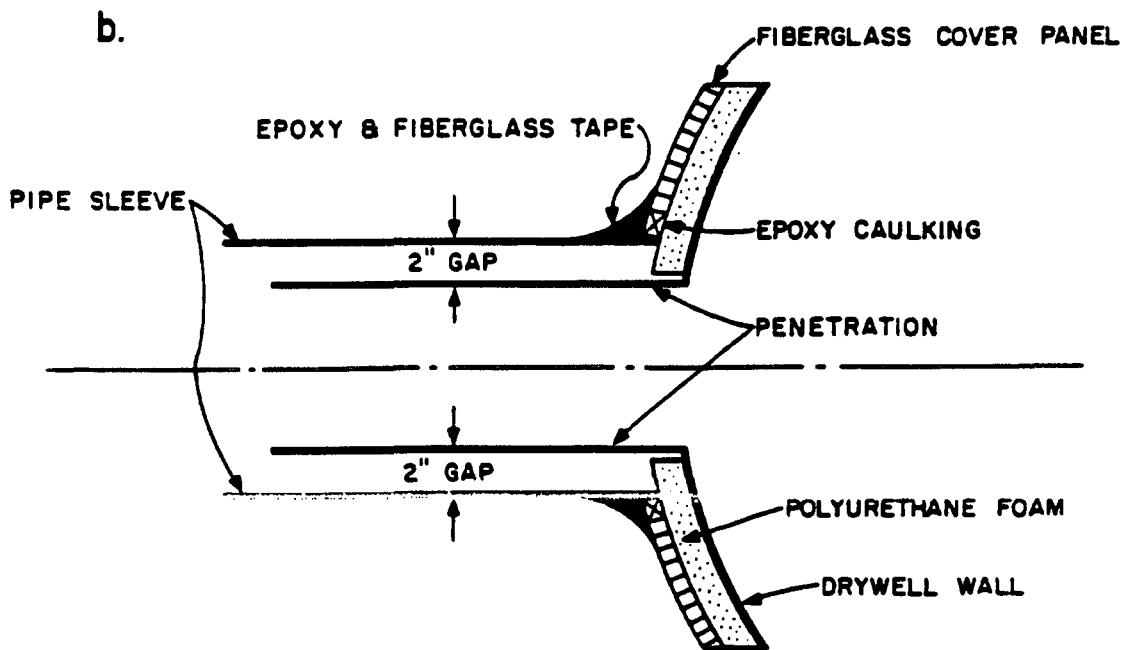 b.
FIBERGLASS COVER PANEL
EPOXY & FIBERGLASS TAPE
PIPE SLEEVE
EPOXY CAULKING
2" GAP
PENETRATION
2" GAP
POLYURETHANE FOAM
DRYWELL WALL